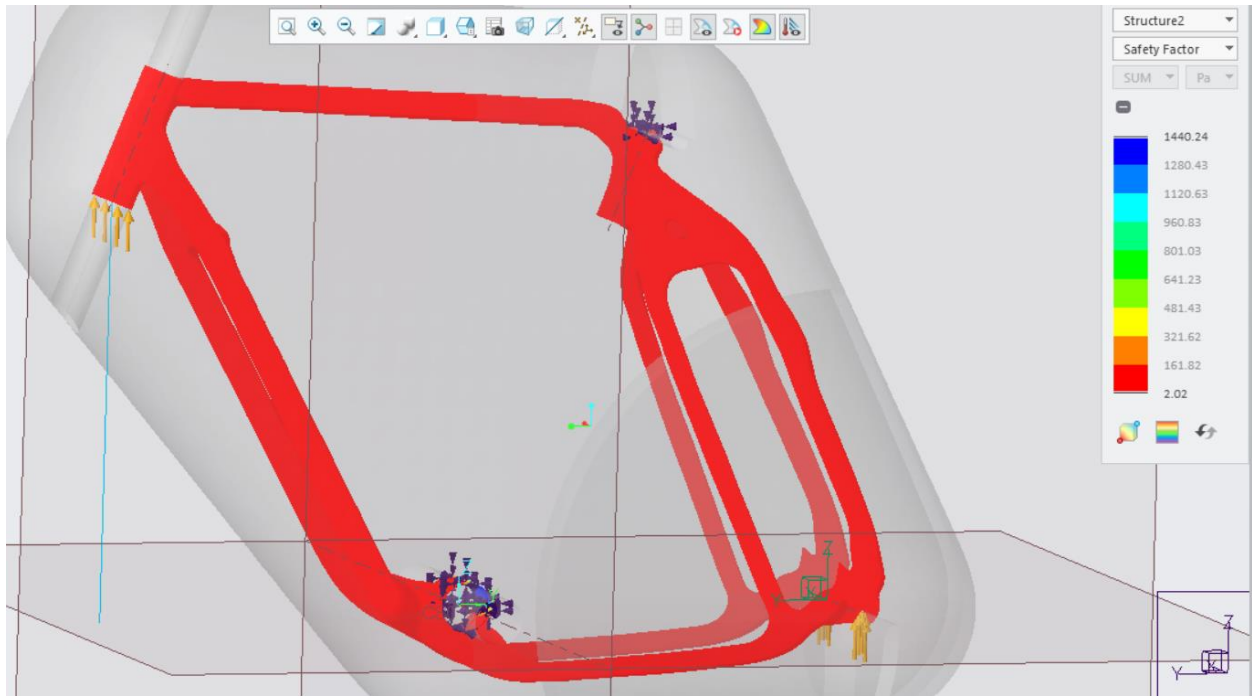 Structure2
Safety Factor
SUM
Pa
1440.24
1280.43
1120.63
960.83
801.03
641.23
481.43
321.62
161.82
2.02
Z
Y
X
Z
Y
X